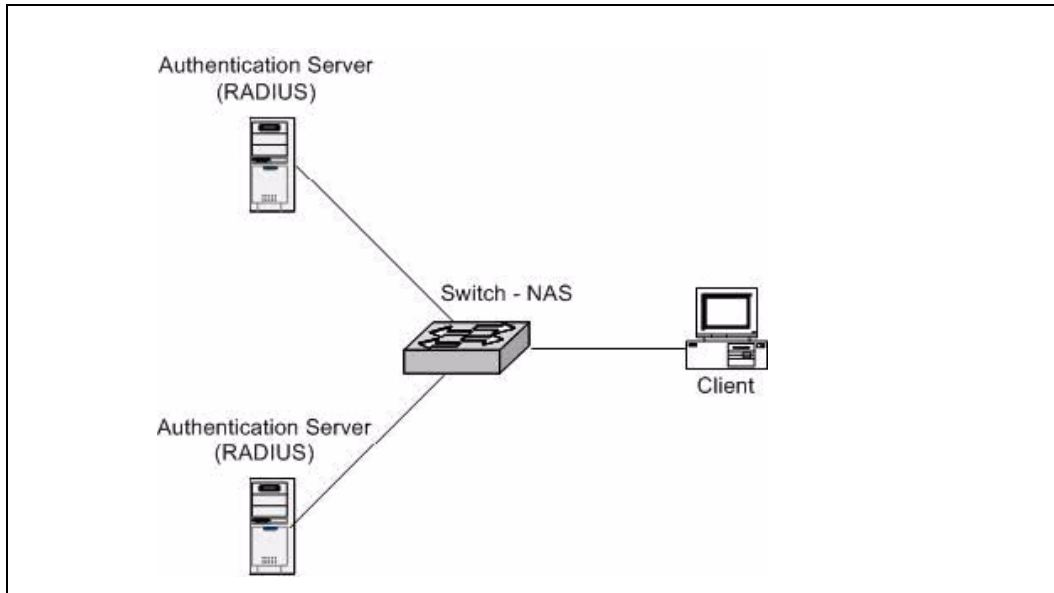 Authentication Server
(RADIUS)
Switch - NAS
Client
Authentication Server
(RADIUS)